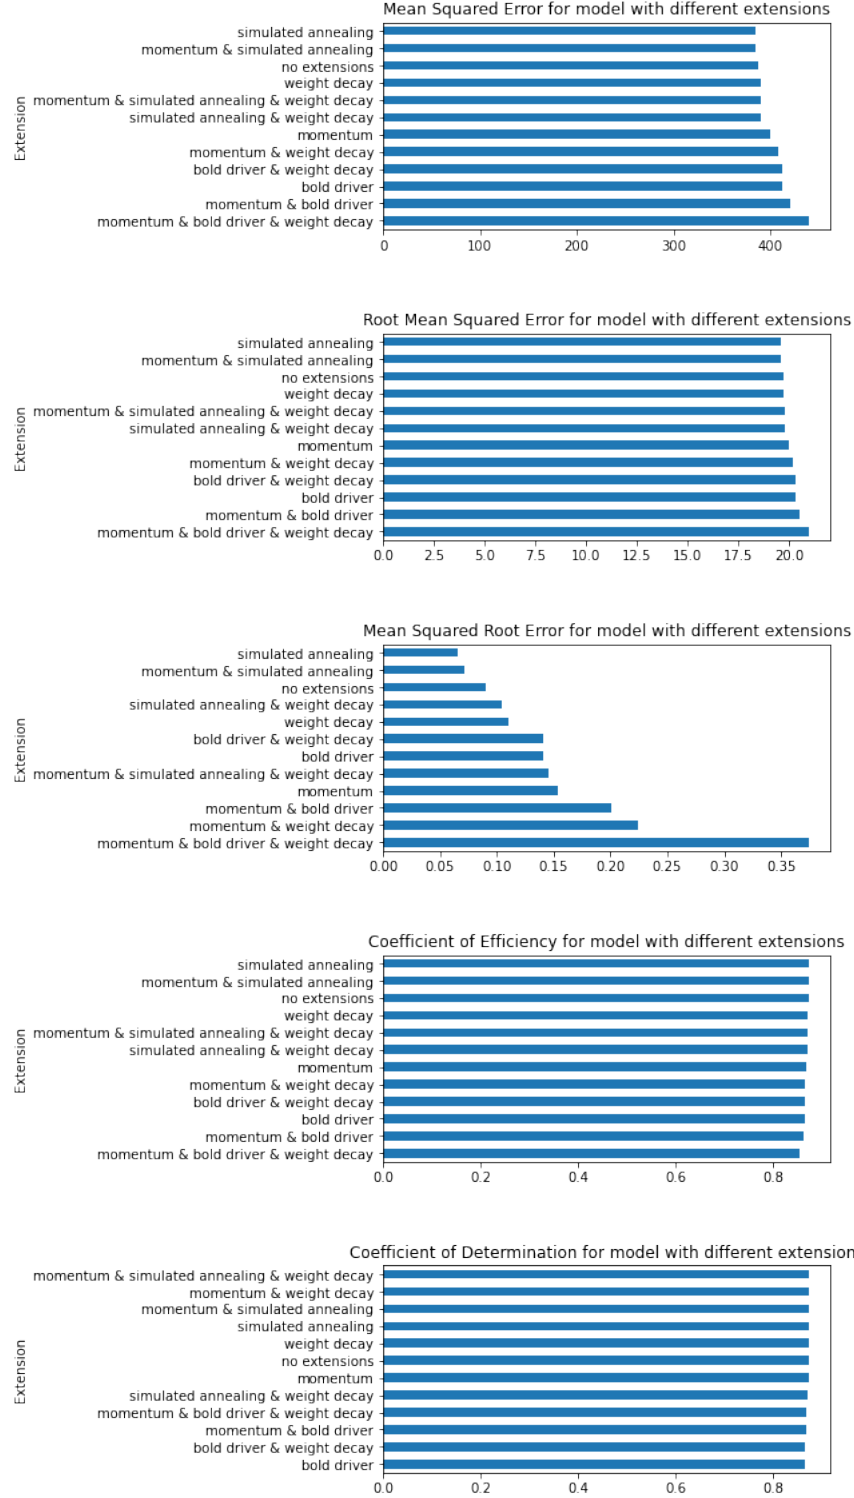 Mean Squared Error for model with different extensions
simulated annealing
momentum & simulated annealing
no extensions
weight decay
momentum & simulated annealing & weight decay
simulated annealing & weight decay
momentum
momentum & weight decay
bold driver & weight decay
bold driver
momentum & bold driver
momentum & bold driver & weight decay
Extension
0 100 200 300 400
Root Mean Squared Error for model with different extensions
simulated annealing
momentum & simulated annealing
no extensions
weight decay
momentum & simulated annealing & weight decay
simulated annealing & weight decay
momentum
momentum & weight decay
bold driver & weight decay
bold driver
momentum & bold driver
momentum & bold driver & weight decay
Extension
0.0 2.5 5.0 7.5 10.0 12.5 15.0 17.5 20.0
Mean Squared Root Error for model with different extensions
simulated annealing
momentum & simulated annealing
no extensions
simulated annealing & weight decay
weight decay
bold driver & weight decay
bold driver
momentum & simulated annealing & weight decay
momentum
momentum & bold driver
momentum & weight decay
momentum & bold driver & weight decay
Extension
0.00 0.05 0.10 0.15 0.20 0.25 0.30 0.35
Coefficient of Efficiency for model with different extensions
simulated annealing
momentum & simulated annealing
no extensions
weight decay
momentum & simulated annealing & weight decay
simulated annealing & weight decay
momentum
momentum & weight decay
bold driver & weight decay
bold driver
momentum & bold driver
momentum & bold driver & weight decay
Extension
0.0 0.2 0.4 0.6 0.8
Coefficient of Determination for model with different extension
momentum & simulated annealing & weight decay
momentum & weight decay
momentum & simulated annealing
simulated annealing
weight decay
no extensions
momentum
simulated annealing & weight decay
momentum & bold driver & weight decay
momentum & bold driver
bold driver & weight decay
bold driver
Extension
0.0 0.2 0.4 0.6 0.8